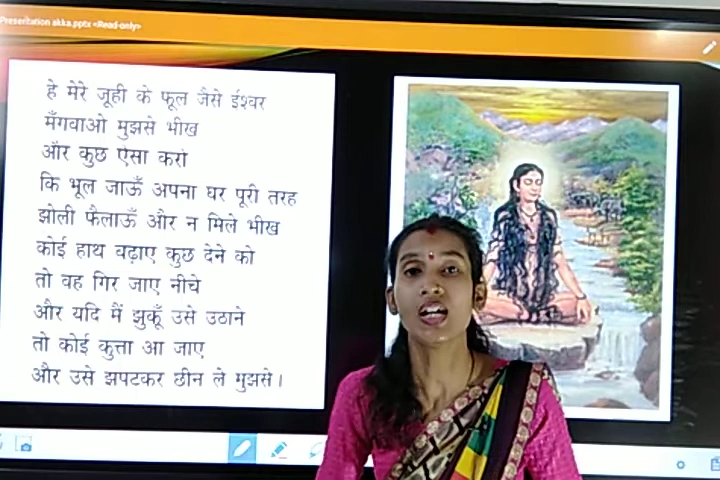 Presentation akka.pptx <Read-only>
हे मेरे जूही के फूल जैसे ईश्वर
मँगवाओ मुझसे भीख
और कुछ ऐसा करो
कि भूल जाऊँ अपना घर पूरी तरह
झोली फैलाऊँ और न मिले भीख
कोई हाथ बढ़ाए कुछ देने को
तो वह गिर जाए नीचे
और यदि मैं झुकूँ उसे उठाने
तो कोई कुत्ता आ जाए
और उसे झपटकर छीन ले मुझसे।